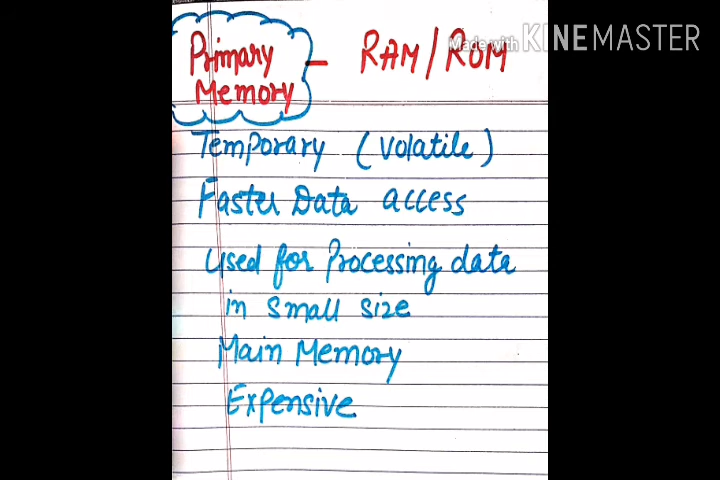 Primary Memory - RAM/ROM
Made with KINEMASTER
Temporary (Volatile)
Faster Data access
Used for Processing data
in small size
Main Memory
Expensive